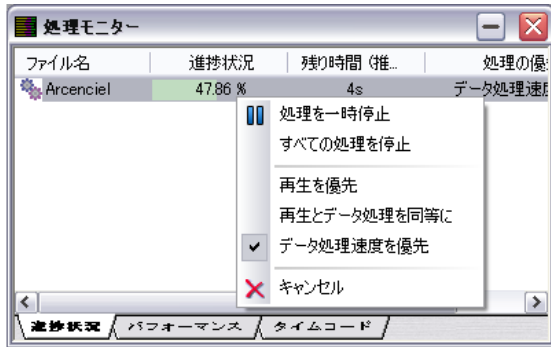 処理モニター
ファイル名 進捗状況 残り時間 (推... 処理の優
Arcenciel 47.86 % 4s データ処理速
処理を一時停止
すべての処理を停止
再生を優先
再生とデータ処理を同等に
データ処理速度を優先
キャンセル
進捗状況 パフォーマンス タイムコード